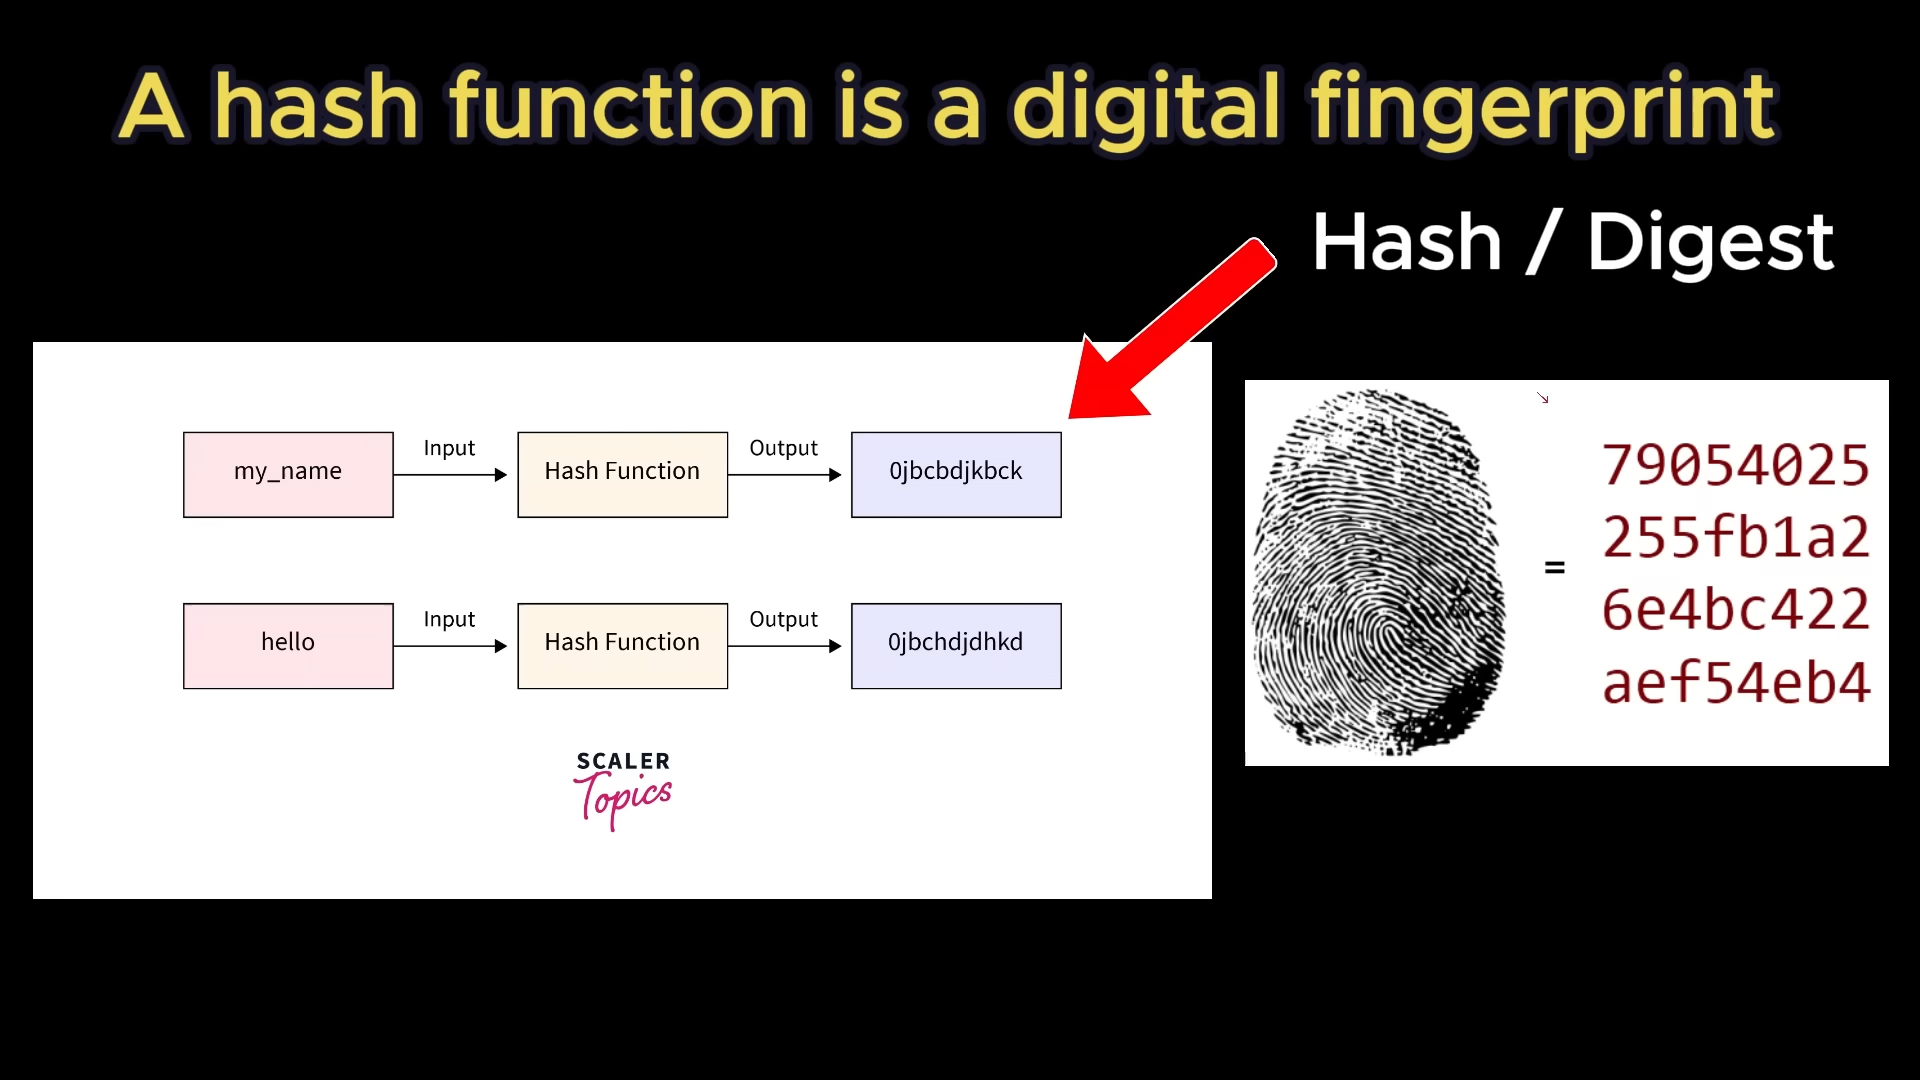 A hash function is a digital fingerprint
Hash / Digest
my_name
Input
Hash Function
Output
0jbcbdjkbck
hello
Input
Hash Function
Output
0jbchdjdhkd
SCALER
Topics
=
79054025
255fb1a2
6e4bc422
aef54eb4